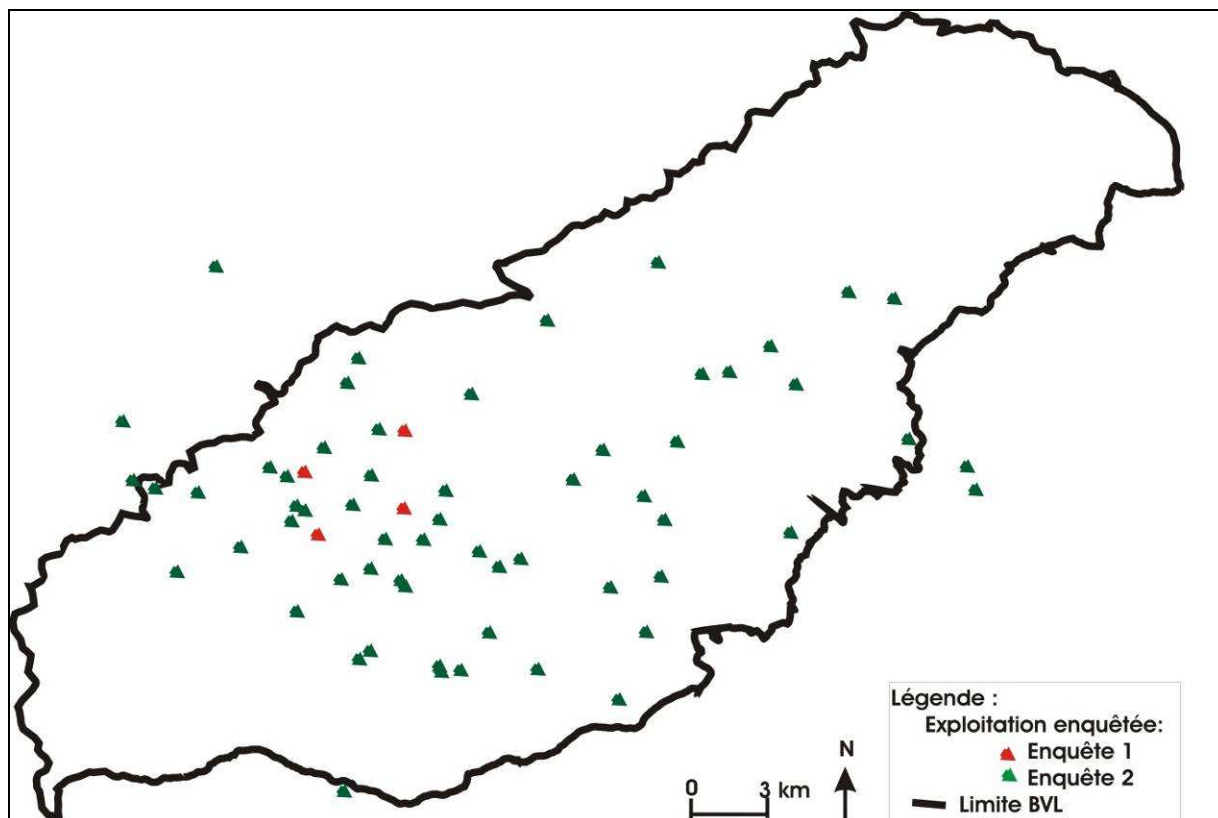 Légende :
Exploitation enquêtée:
Enquête 1
Enquête 2
Limite BVL
N
0 3 km